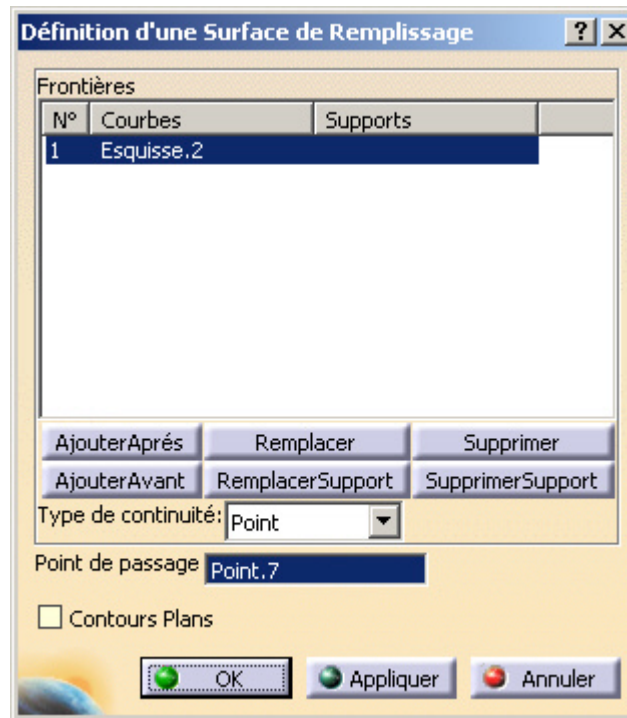 Définition d'une Surface de Remplissage
Frontières
N° Courbes Supports
1 Esquisse.2
AjouterAprés Remplacer Supprimer
AjouterAvant RemplacerSupport SupprimerSupport
Type de continuité: Point
Point de passage Point.7
Contours Plans
OK Appliquer Annuler